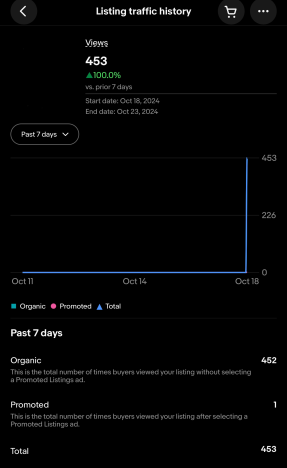 Listing traffic history
Views
453
▲100.0%
vs. prior 7 days
Start date: Oct 18, 2024
End date: Oct 23, 2024
Past 7 days
453
226
0
Oct 11 Oct 14 Oct 18
Organic Promoted Total
Past 7 days
Organic 452
This is the total number of times buyers viewed your listing without selecting
a Promoted Listings ad.
Promoted 1
This is the total number of times buyers viewed your listing after selecting a
Promoted Listings ad.
Total 453